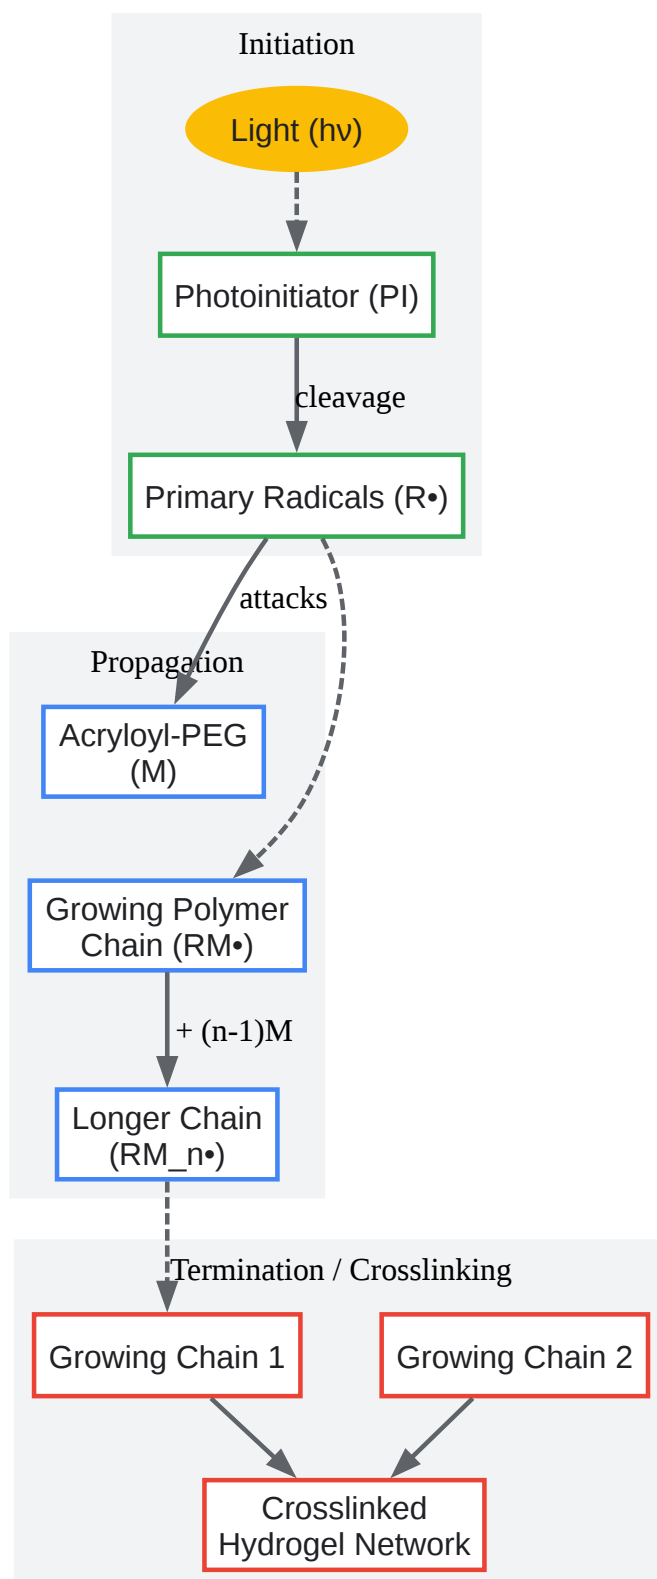 Initiation
Light (hν)
Photoinitiator (PI)
cleavage
Primary Radicals (R•)
attacks
Propagation
Acryloyl-PEG
(M)
Growing Polymer
Chain (RM•)
+ (n-1)M
Longer Chain
(RM_n•)
Termination / Crosslinking
Growing Chain 1
Growing Chain 2
Crosslinked
Hydrogel Network